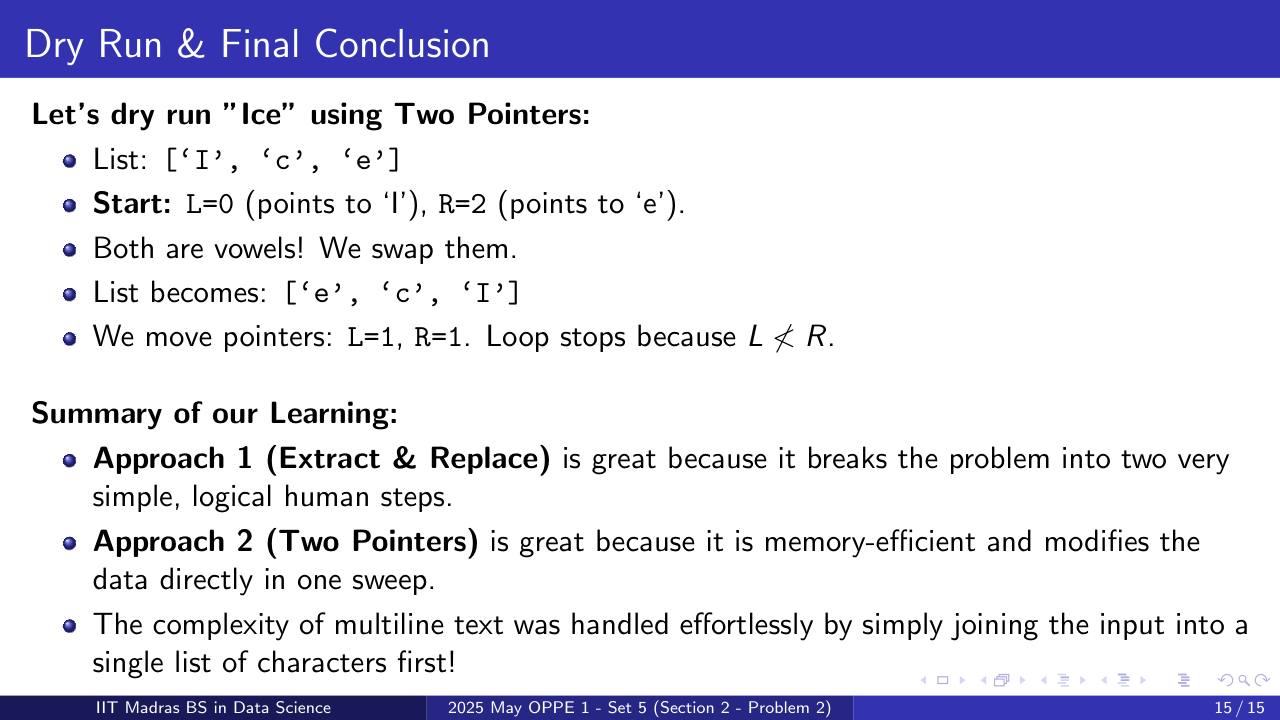 Dry Run & Final Conclusion
Let's dry run ”Ice” using Two Pointers:
List: [‘I’, ‘c’, ‘e’]
Start: L=0 (points to ‘I’), R=2 (points to ‘e’).
Both are vowels! We swap them.
List becomes: [‘e’, ‘c’, ‘I’]
We move pointers: L=1, R=1. Loop stops because L ≮ R.
Summary of our Learning:
Approach 1 (Extract & Replace) is great because it breaks the problem into two very
simple, logical human steps.
Approach 2 (Two Pointers) is great because it is memory-efficient and modifies the
data directly in one sweep.
The complexity of multiline text was handled effortlessly by simply joining the input into a
single list of characters first!
IIT Madras BS in Data Science
2025 May OPPE 1 - Set 5 (Section 2 - Problem 2)
15 / 15